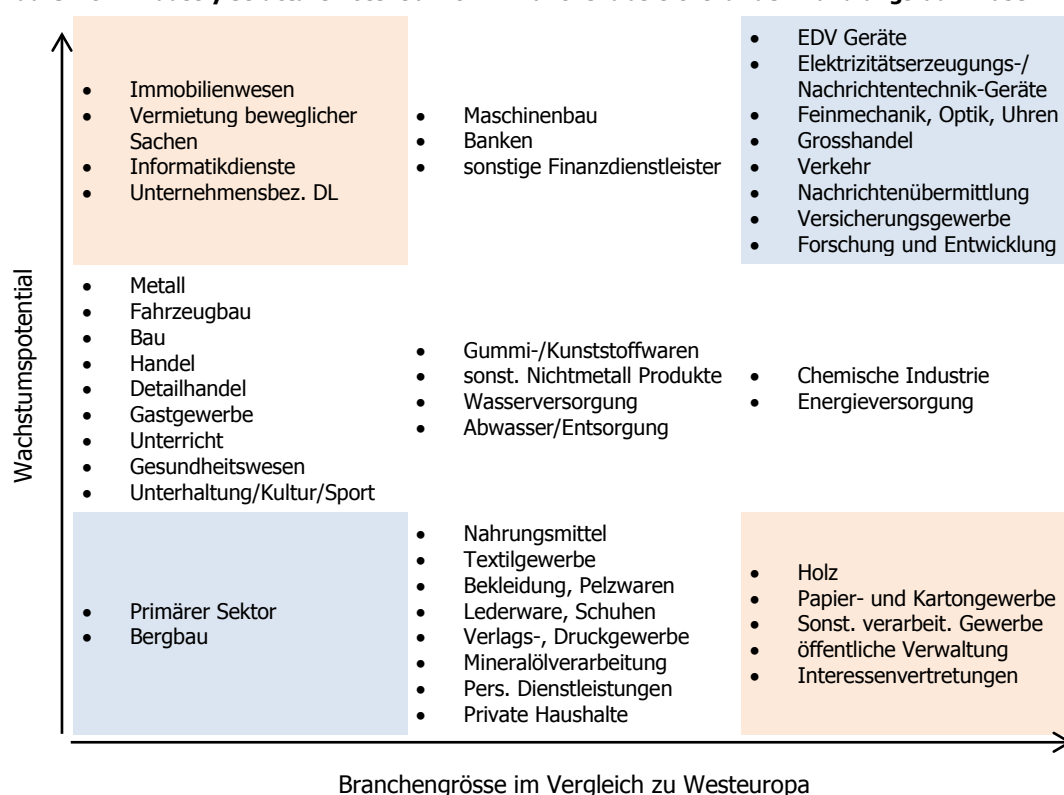 Immobilienwesen
Vermietung beweglicher
Sachen
Informatikdienste
Unternehmensbez. DL
Maschinenbau
Banken
sonstige Finanzdienstleister
EDV Geräte
Elektrizitätserzeugungs-/
Nachrichtentechnik-Geräte
Feinmechanik, Optik, Uhren
Grosshandel
Verkehr
Nachrichtenübermittlung
Versicherungsgewerbe
Forschung und Entwicklung
Wachstumspotential
Metall
Fahrzeugbau
Bau
Handel
Detailhandel
Gastgewerbe
Unterricht
Gesundheitswesen
Unterhaltung/Kultur/Sport
Gummi-/Kunststoffwaren
sonst. Nichtmetall Produkte
Wasserversorgung
Abwasser/Entsorgung
Chemische Industrie
Energieversorgung
Primärer Sektor
Bergbau
Nahrungsmittel
Textilgewerbe
Bekleidung, Pelzwaren
Lederware, Schuhen
Verlags-, Druckgewerbe
Mineralölverarbeitung
Pers. Dienstleistungen
Private Haushalte
Holz
Papier- und Kartongewerbe
Sonst. verarbeit. Gewerbe
öffentliche Verwaltung
Interessenvertretungen
Branchengrösse im Vergleich zu Westeuropa